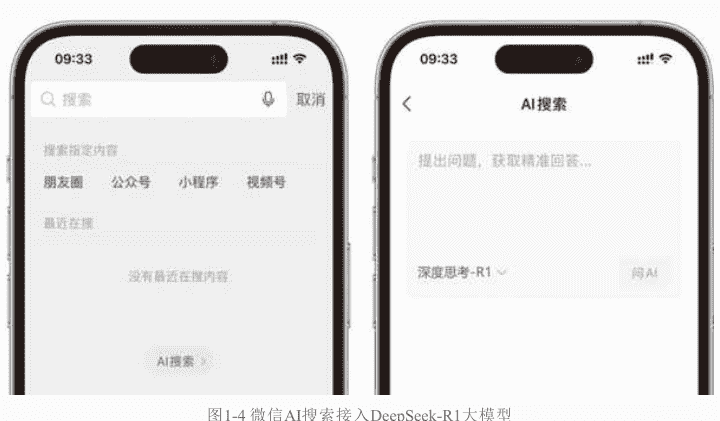 09:33
搜索 取消
搜索指定内容
朋友圈 公众号 小程序 视频号
最近在搜
没有最近在搜内容
AI搜索 >
09:33
AI搜索
提出问题，获取精准回答...
深度思考-R1
问AI
图1-4 微信AI搜索接入DeepSeek-R1大模型